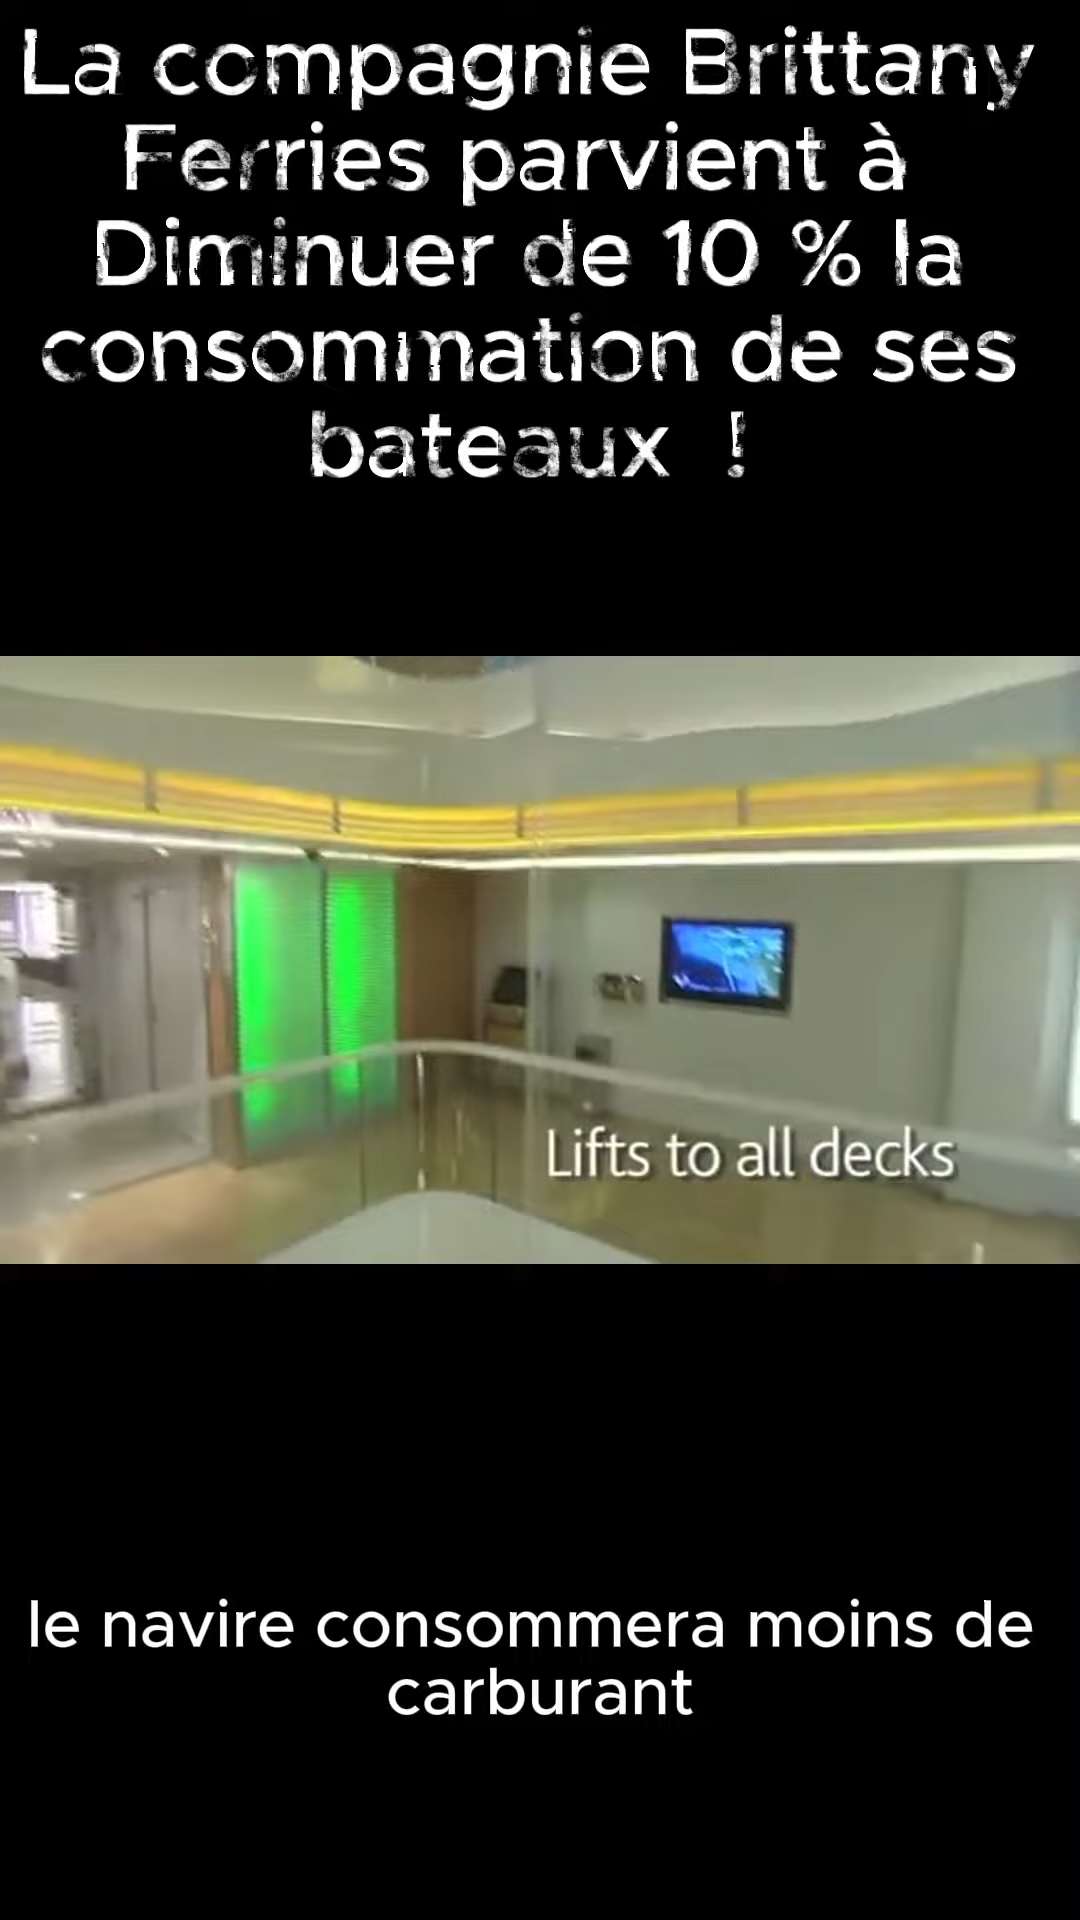 La compagnie Brittany
Ferries parvient à
Diminuer de 10 % la
consommation de ses
bateaux !
Lifts to all decks
le navire consommera moins de
carburant